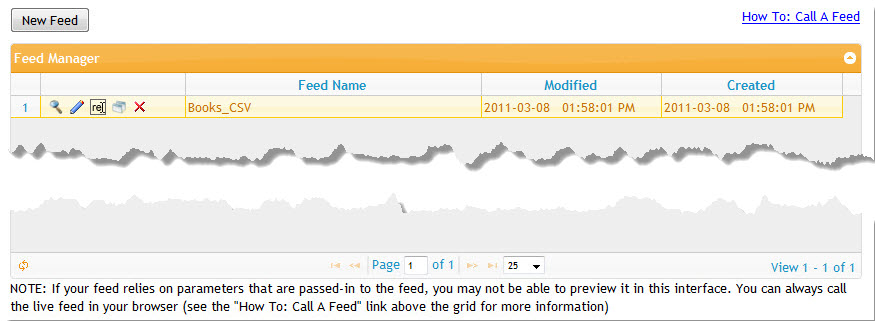 New Feed
How To: Call A Feed
Feed Manager
Feed Name Modified Created
1 re Books_CSV 2011-03-08 01:58:01 PM 2011-03-08 01:58:01 PM
Page 1 of 1 25 View 1 - 1 of 1
NOTE: If your feed relies on parameters that are passed-in to the feed, you may not be able to preview it in this interface. You can always call
the live feed in your browser (see the "How To: Call A Feed" link above the grid for more information)